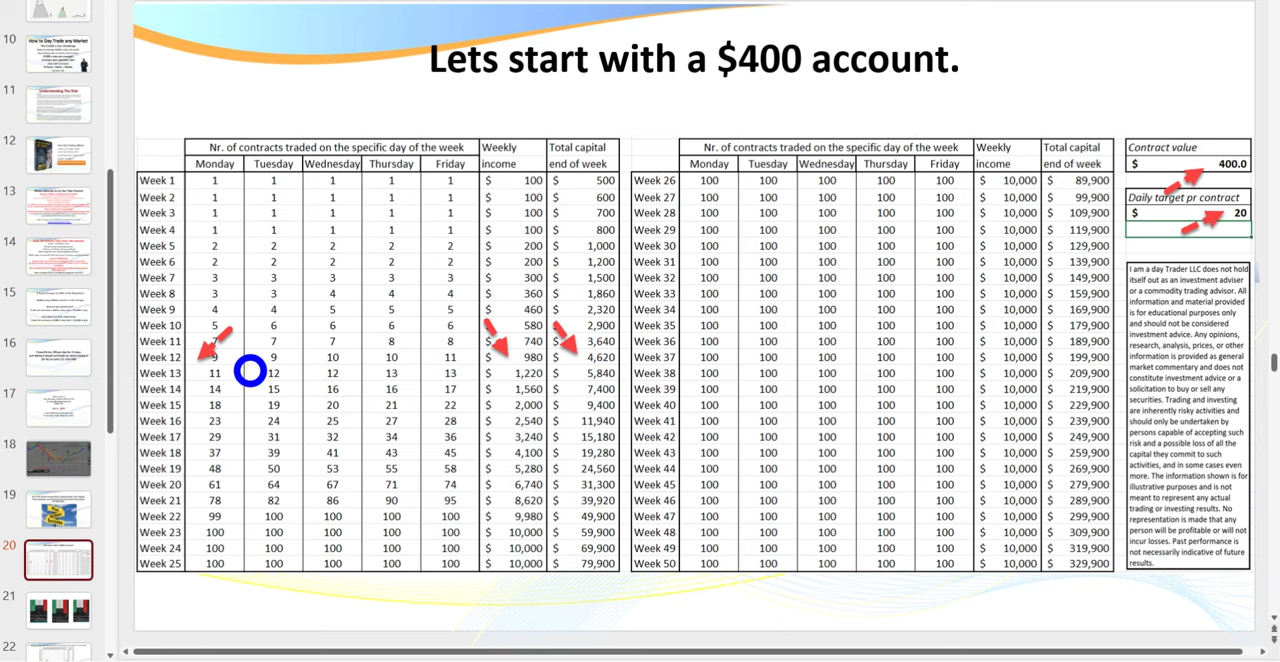 10
How to Day Trade any Market
11
Understanding The Risk
12
13
14
15
16
17
18
19
20
21
22
Lets start with a $400 account.
Nr. of contracts traded on the specific day of the week Weekly Total capital
Monday Tuesday Wednesday Thursday Friday income end of week
Week 1 1 1 1 1 1 $ 100 $ 500
Week 2 1 1 1 1 1 $ 100 $ 600
Week 3 1 1 1 1 1 $ 100 $ 700
Week 4 1 1 1 1 1 $ 100 $ 800
Week 5 2 2 2 2 2 $ 200 $ 1,000
Week 6 2 2 2 2 2 $ 200 $ 1,200
Week 7 3 3 3 3 3 $ 300 $ 1,500
Week 8 3 3 4 4 4 $ 360 $ 1,860
Week 9 4 4 5 5 5 $ 460 $ 2,320
Week 10 5 6 6 6 6 $ 580 $ 2,900
Week 11 7 7 7 8 8 $ 740 $ 3,640
Week 12 9 10 11 $ 980 $ 4,620
Week 13 11 12 12 13 13 $ 1,220 $ 5,840
Week 14 14 15 16 16 17 $ 1,560 $ 7,400
Week 15 18 19 20 21 22 $ 2,000 $ 9,400
Week 16 23 24 25 27 28 $ 2,540 $ 11,940
Week 17 29 31 32 34 36 $ 3,240 $ 15,180
Week 18 37 39 41 43 45 $ 4,100 $ 19,280
Week 19 48 50 53 55 58 $ 5,280 $ 24,560
Week 20 61 64 67 71 74 $ 6,740 $ 31,300
Week 21 78 82 86 90 95 $ 8,620 $ 39,920
Week 22 99 100 100 100 100 $ 9,980 $ 49,900
Week 23 100 100 100 100 100 $ 10,000 $ 59,900
Week 24 100 100 100 100 100 $ 10,000 $ 69,900
Week 25 100 100 100 100 100 $ 10,000 $ 79,900
Nr. of contracts traded on the specific day of the week Weekly Total capital
Monday Tuesday Wednesday Thursday Friday income end of week
Week 26 100 100 100 100 100 $ 10,000 $ 89,900
Week 27 100 100 100 100 100 $ 10,000 $ 99,900
Week 28 100 100 100 100 100 $ 10,000 $ 109,900
Week 29 100 100 100 100 100 $ 10,000 $ 119,900
Week 30 100 100 100 100 100 $ 10,000 $ 129,900
Week 31 100 100 100 100 100 $ 10,000 $ 139,900
Week 32 100 100 100 100 100 $ 10,000 $ 149,900
Week 33 100 100 100 100 100 $ 10,000 $ 159,900
Week 34 100 100 100 100 100 $ 10,000 $ 169,900
Week 35 100 100 100 100 100 $ 10,000 $ 179,900
Week 36 100 100 100 100 100 $ 10,000 $ 189,900
Week 37 100 100 100 100 100 $ 10,000 $ 199,900
Week 38 100 100 100 100 100 $ 10,000 $ 209,900
Week 39 100 100 100 100 100 $ 10,000 $ 219,900
Week 40 100 100 100 100 100 $ 10,000 $ 229,900
Week 41 100 100 100 100 100 $ 10,000 $ 239,900
Week 42 100 100 100 100 100 $ 10,000 $ 249,900
Week 43 100 100 100 100 100 $ 10,000 $ 259,900
Week 44 100 100 100 100 100 $ 10,000 $ 269,900
Week 45 100 100 100 100 100 $ 10,000 $ 279,900
Week 46 100 100 100 100 100 $ 10,000 $ 289,900
Week 47 100 100 100 100 100 $ 10,000 $ 299,900
Week 48 100 100 100 100 100 $ 10,000 $ 309,900
Week 49 100 100 100 100 100 $ 10,000 $ 319,900
Week 50 100 100 100 100 100 $ 10,000 $ 329,900
Contract value
$ 400.0
Daily target pr contract
$ 20
I am a day Trader LLC does not hold
itself out as an investment adviser
or a commodity trading advisor. All
information and material provided
is for educational purposes only
and should not be considered
investment advice. Any opinions,
research, analysis, prices, or other
information is provided as general
market commentary and does not
constitute investment advice or a
solicitation to buy or sell any
securities. Trading and investing
are inherently risky activities and
should only be undertaken by
persons capable of accepting such
risk and a possible loss of all the
capital they commit to such
activities, and in some cases even
more. The information shown is for
illustrative purposes and is not
meant to represent any actual
trading or investing results. No
representation is made that any
person will be profitable or will not
incur losses. Past performance is
not necessarily indicative of future
results.